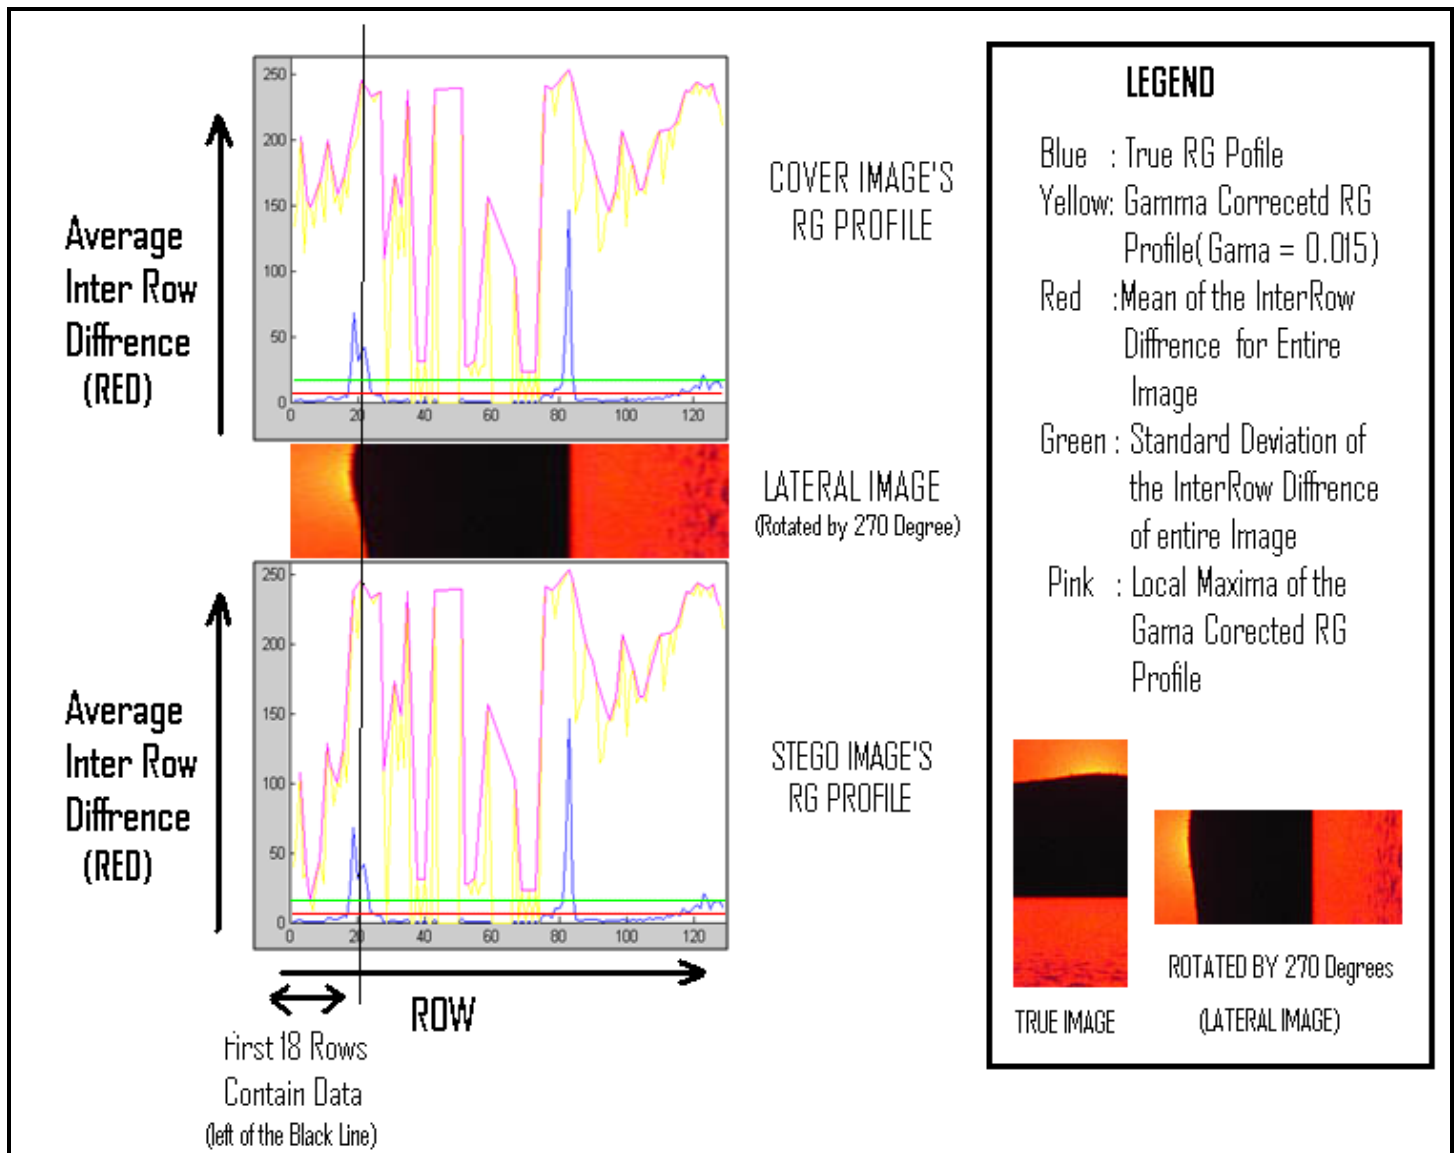 250
200
150
100
50
0
0 20 40 60 80 100 120
Average
Inter Row
Diffrence
(RED)
COVER IMAGE'S
RG PROFILE
LATERAL IMAGE
(Rotated by 270 Degree)
250
200
150
100
50
0
0 20 40 60 80 100 120
Average
Inter Row
Diffrence
(RED)
STEGO IMAGE'S
RG PROFILE
ROW
First 18 Rows
Contain Data
(left of the Black Line)
LEGEND
Blue : True RG Pofile
Yellow: Gamma Correcetd RG
Profile(Gama = 0.015)
Red :Mean of the InterRow
Diffrence for Entire
Image
Green : Standard Deviation of
the InterRow Diffrence
of entire Image
Pink : Local Maxima of the
Gama Corected RG
Profile
TRUE IMAGE
ROTATED BY 270 Degrees
(LATERAL IMAGE)